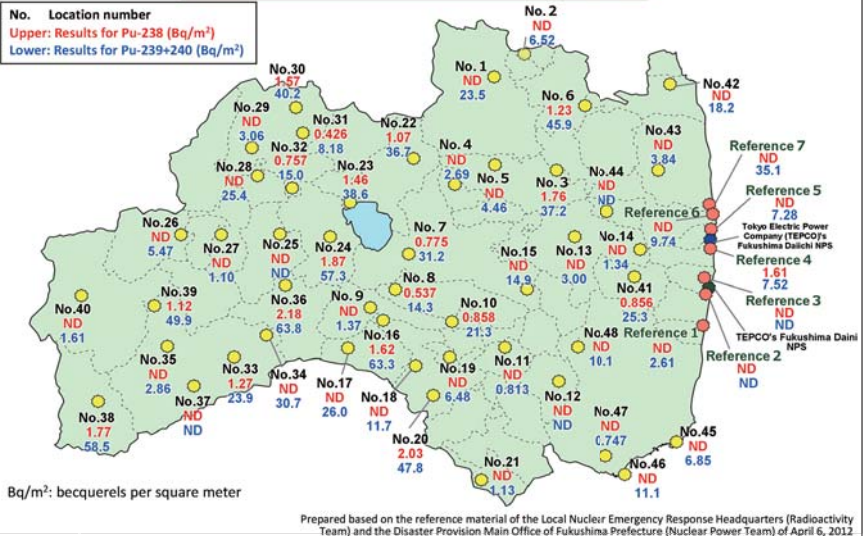 No. Location number
Upper: Results for Pu-238 (Bq/m²)
Lower: Results for Pu-239+240 (Bq/m²)
No. 2
ND
6.52
No. 1
ND
23.5
No. 30
1.57
40.2
No. 6
1.23
45.9
No.42
ND
18.2
No.29
ND
3.06
No.31
0.426
8.18
No.22
1.07
36.7
No.43
ND
3.84
No.32
0.757
15.0
No. 4
ND
2.69
Reference 7
ND
35.1
No.28
ND
25.4
No.23
1.46
38.6
No.5
ND
4.46
No. 3
1.76
37.2
No.44
ND
ND
Reference 5
ND
7.28
Reference 6
ND
9.74
Tokyo Electric Power
Company (TEPCO)'s
Fukushima Daiichi NPS
No.26
ND
5.47
No.27
ND
1.10
No.25
ND
ND
No.24
1.87
57.3
No. 7
0.775
31.2
No.15
ND
14.9
No.13
ND
3.00
No.14
ND
1.34
Reference 4
1.61
7.52
No.40
ND
1.61
No.39
1.12
49.9
No.36
2.18
63.8
No. 9
ND
1.37
No. 8
0.537
14.3
No.10
0.858
21.3
No.41
0.856
25.3
Reference 3
ND
ND
TEPCO's Fukushima Daini
NPS
No.16
1.62
63.3
No.48
ND
10.1
Reference 1
ND
2.61
Reference 2
ND
ND
No.35
ND
2.86
No.33
1.27
23.9
No.34
ND
30.7
No.17
ND
26.0
No.18
ND
11.7
No.19
ND
6.48
No.11
ND
0.813
No.12
ND
ND
No.37
ND
ND
No.38
1.77
58.5
No.20
2.03
47.8
No.47
ND
0.747
No.45
ND
6.85
No.21
ND
1.13
No.46
ND
11.1
Bq/m²: becquerels per square meter
Prepared based on the reference material of the Local Nuclear Emergency Response Headquarters (Radioactivity
Team) and the Disaster Provision Main Office of Fukushima Prefecture (Nuclear Power Team) of April 6, 2012